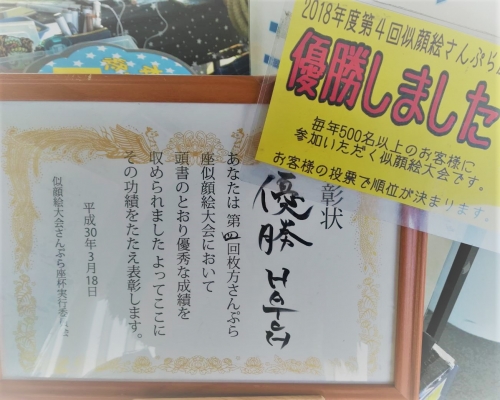 2018年度第4回似顔絵さんぷら
優勝しました
毎年500名以上のお客様に
参加いただく似顔絵大会です。
お客様の投票で順位が決まります。
彰状
優勝
あなたは第四回枚方さんぷら
座似顔絵大会において
頭書のとおり優秀な成績を
収められました よってここに
その功績をたたえ表彰します。
平成30年3月18日
似顔絵大会さんぷら座杯実行委